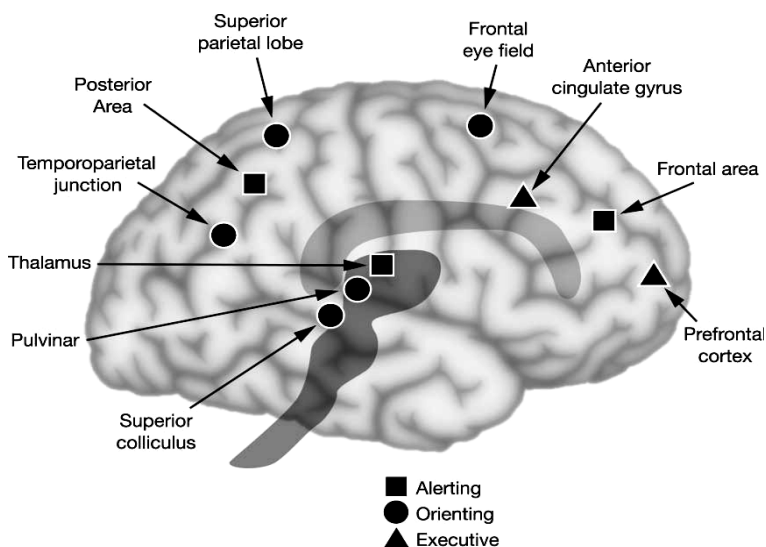 Superior
parietal lobe
Frontal
eye field
Posterior
Area
Anterior
cingulate gyrus
Temporoparietal
junction
Frontal area
Thalamus
Pulvinar
Prefrontal
cortex
Superior
colliculus
Alerting
Orienting
Executive